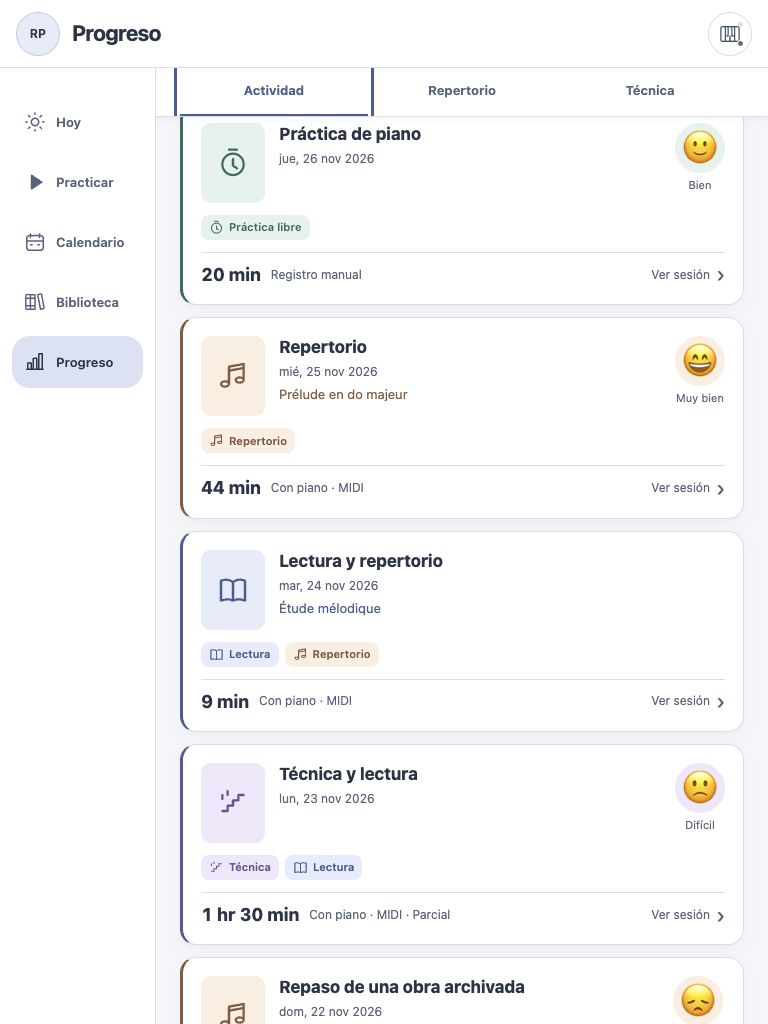 RP
Progreso
Hoy
Practicar
Calendario
Biblioteca
Progreso
Actividad
Repertorio
Técnica
Práctica de piano
jue, 26 nov 2026
Bien
Práctica libre
20 min Registro manual
Ver sesión
Repertorio
mié, 25 nov 2026
Prélude en do majeur
Muy bien
Repertorio
44 min Con piano · MIDI
Ver sesión
Lectura y repertorio
mar, 24 nov 2026
Étude mélodique
Lectura
Repertorio
9 min Con piano · MIDI
Ver sesión
Técnica y lectura
lun, 23 nov 2026
Difícil
Técnica
Lectura
1 hr 30 min Con piano · MIDI · Parcial
Ver sesión
Repaso de una obra archivada
dom, 22 nov 2026